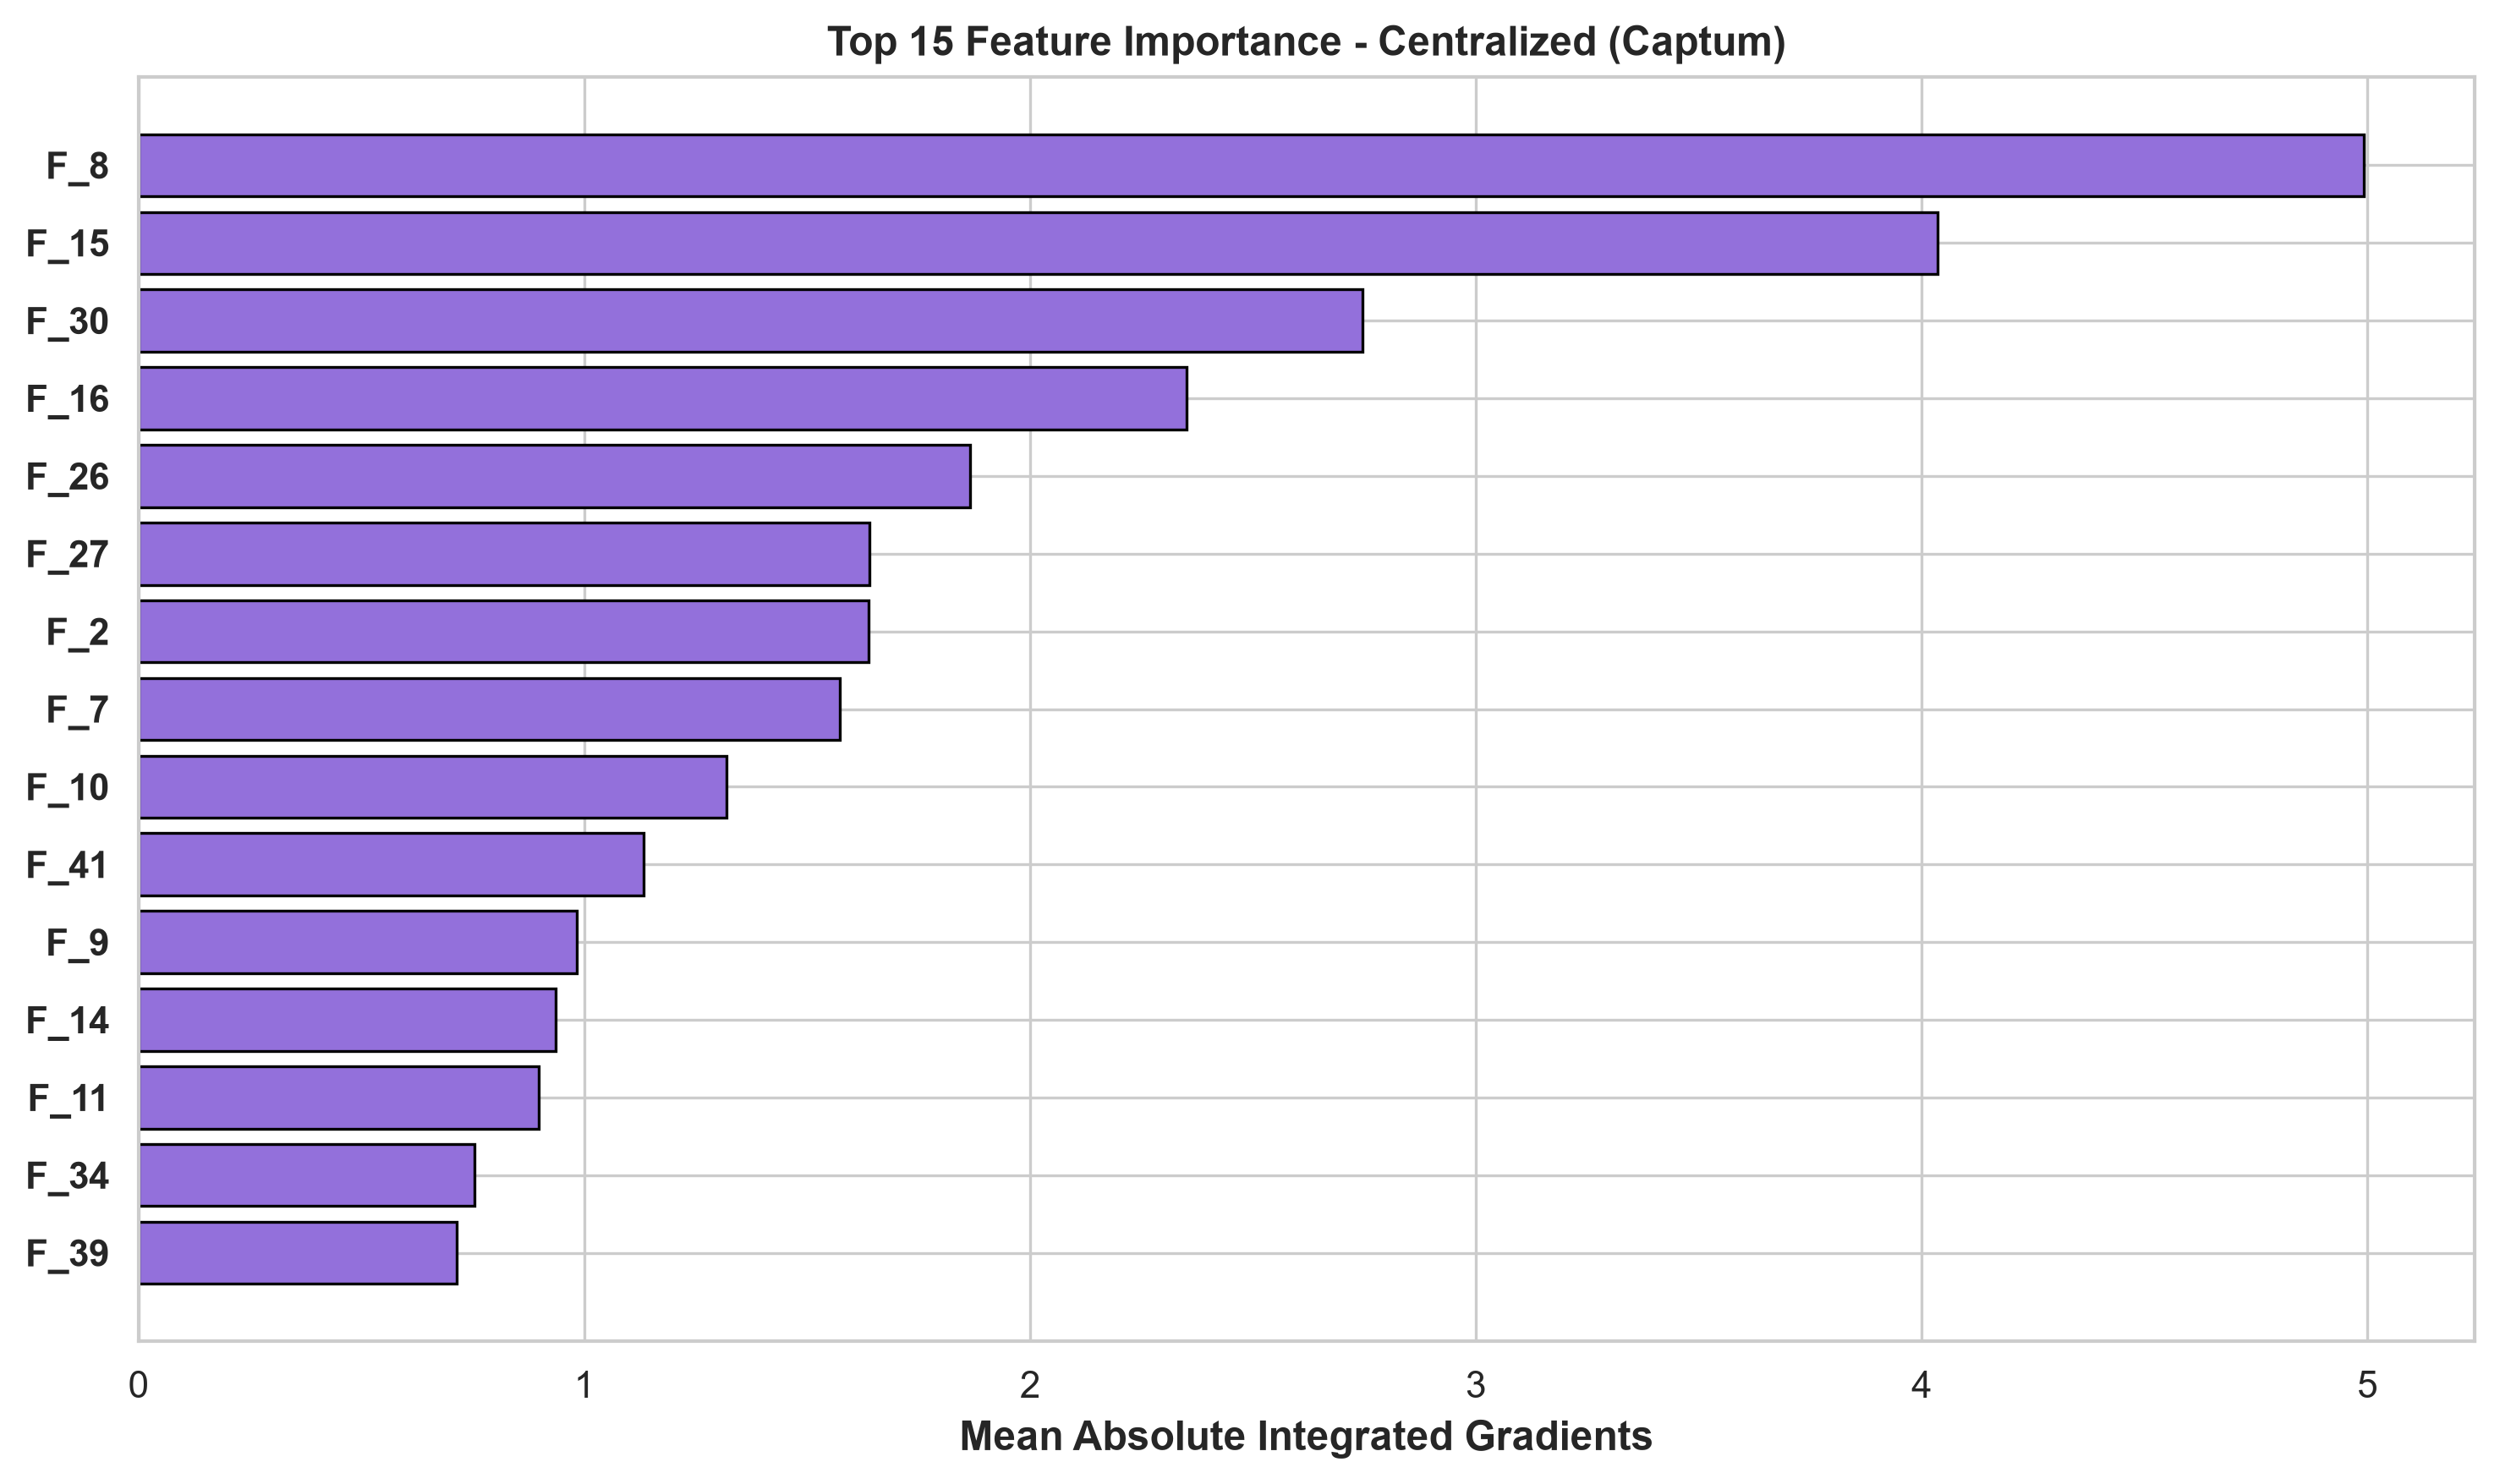 Top 15 Feature Importance - Centralized (Captum)
F_8
F_15
F_30
F_16
F_26
F_27
F_2
F_7
F_10
F_41
F_9
F_14
F_11
F_34
F_39
0 1 2 3 4 5
Mean Absolute Integrated Gradients